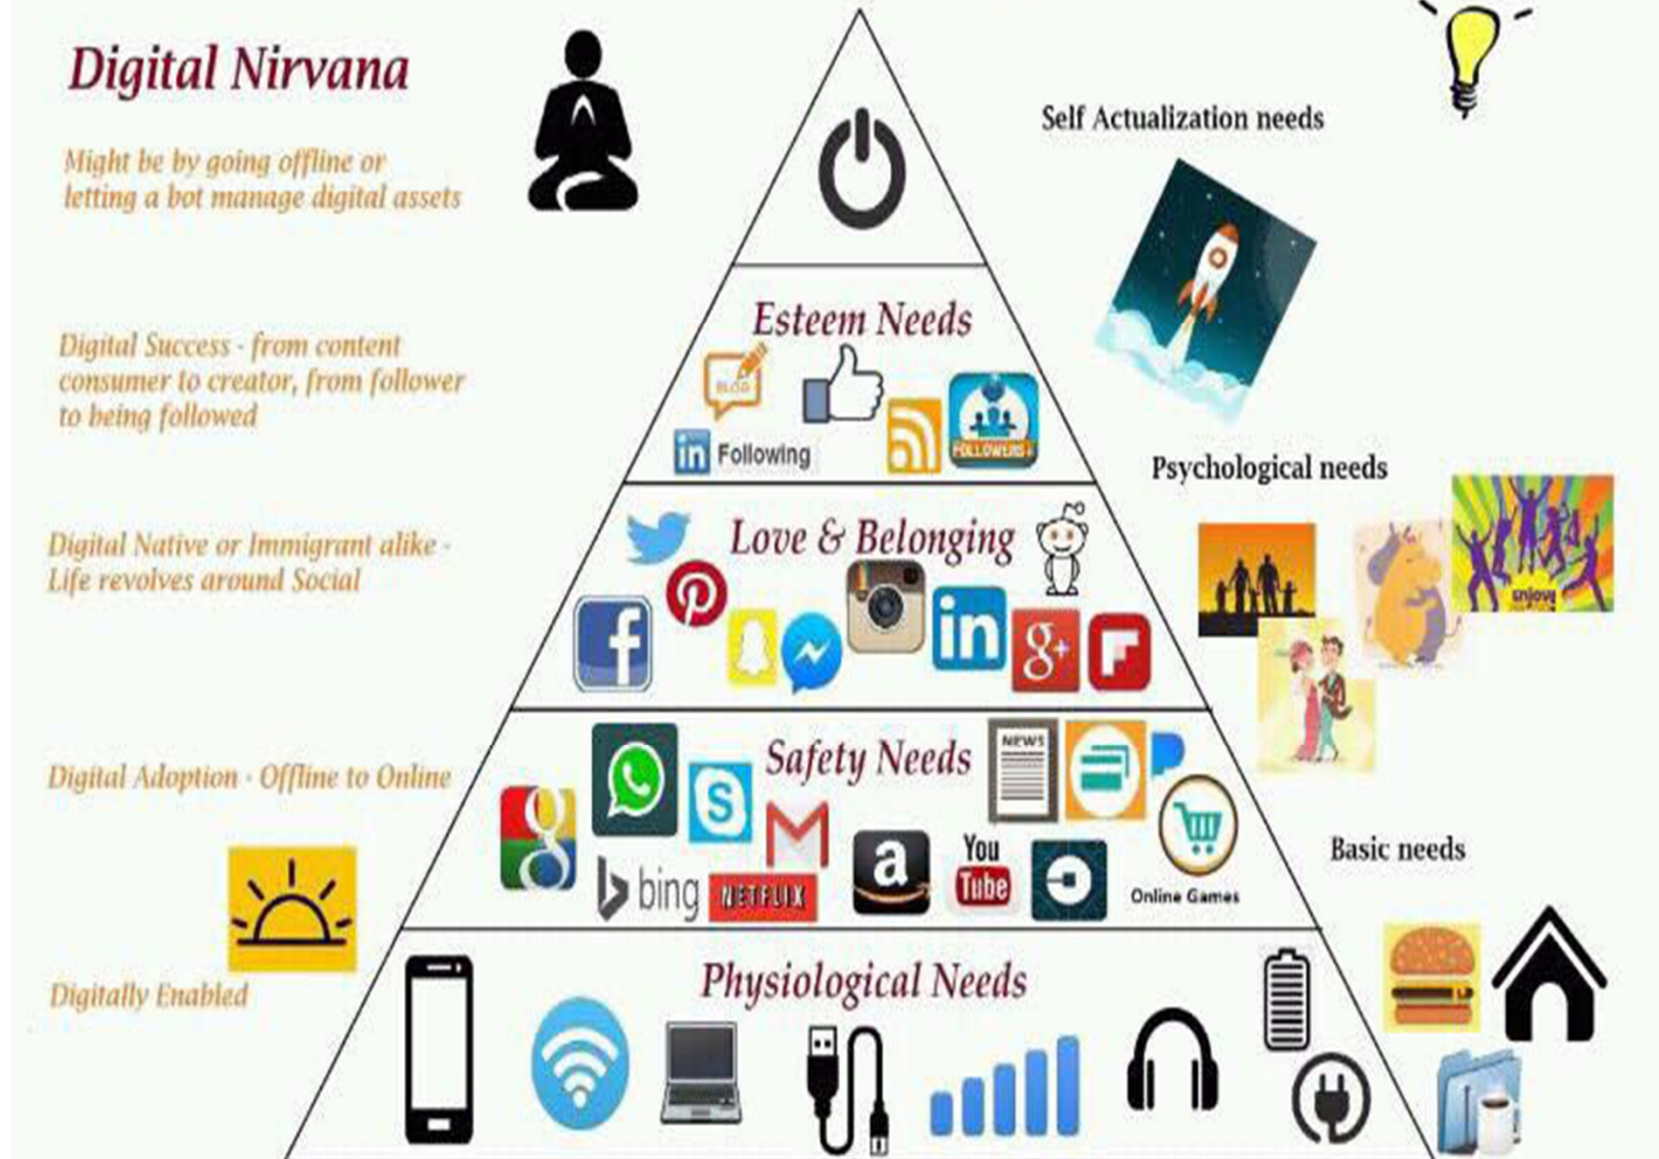 Digital Nirvana
Might be by going offline or
letting a bot manage digital assets
Self Actualization needs
Esteem Needs
BLOG
in Following
FOLLOWERS+
Digital Success - from content
consumer to creator, from follower
to being followed
Psychological needs
enjoy!
Love & Belonging
f
in
g+
Digital Native or Immigrant alike -
Life revolves around Social
Safety Needs
NEWS
S
g
M
bing
NETFLIX
a
You
Tube
Online Games
Digital Adoption - Offline to Online
Basic needs
Physiological Needs
Digitally Enabled